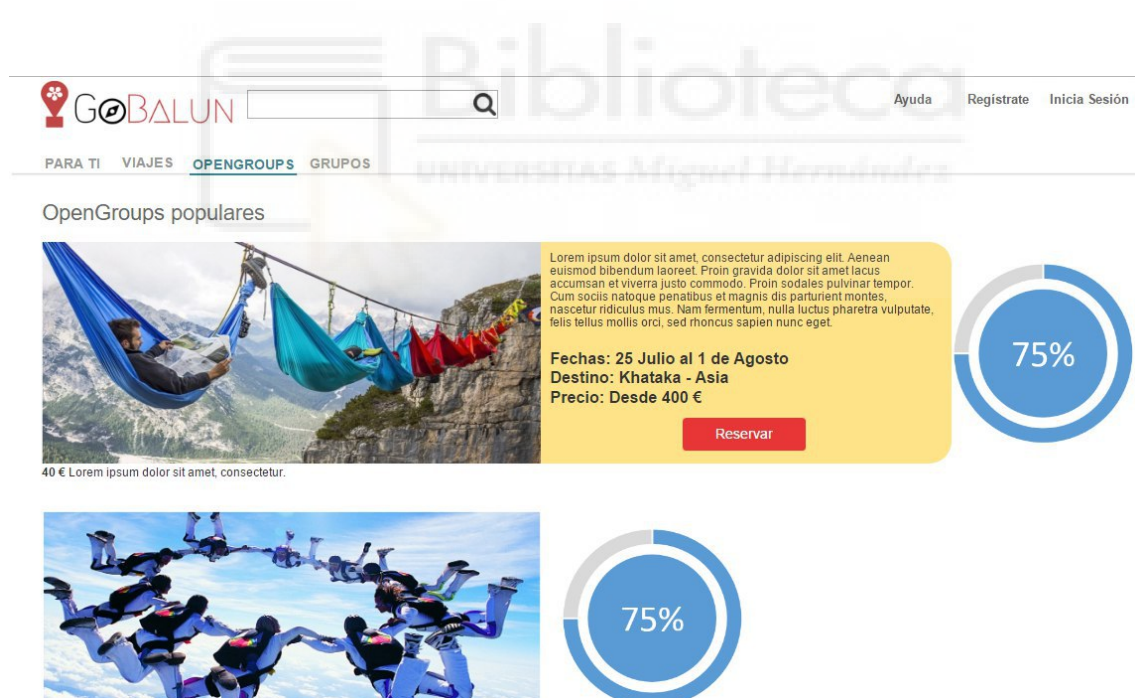 Biblioteca
UNIVERSITAS Miguel Hernández
GOBALUN
Ayuda Regístrate Inicia Sesión
PARA TI VIAJES OPENGROUPS GRUPOS
OpenGroups populares
Lorem ipsum dolor sit amet, consectetur adipiscing elit. Aenean
euismod bibendum laoreet. Proin gravida dolor sit amet lacus
accumsan et viverra justo commodo. Proin sodales pulvinar tempor.
Cum sociis natoque penatibus et magnis dis parturient montes,
nascetur ridiculus mus. Nam fermentum, nulla luctus pharetra vulputate,
felis tellus mollis orci, sed rhoncus sapien nunc eget.
Fechas: 25 Julio al 1 de Agosto
Destino: Khataka - Asia
Precio: Desde 400 €
Reservar
75%
40 € Lorem ipsum dolor sit amet, consectetur.
75%